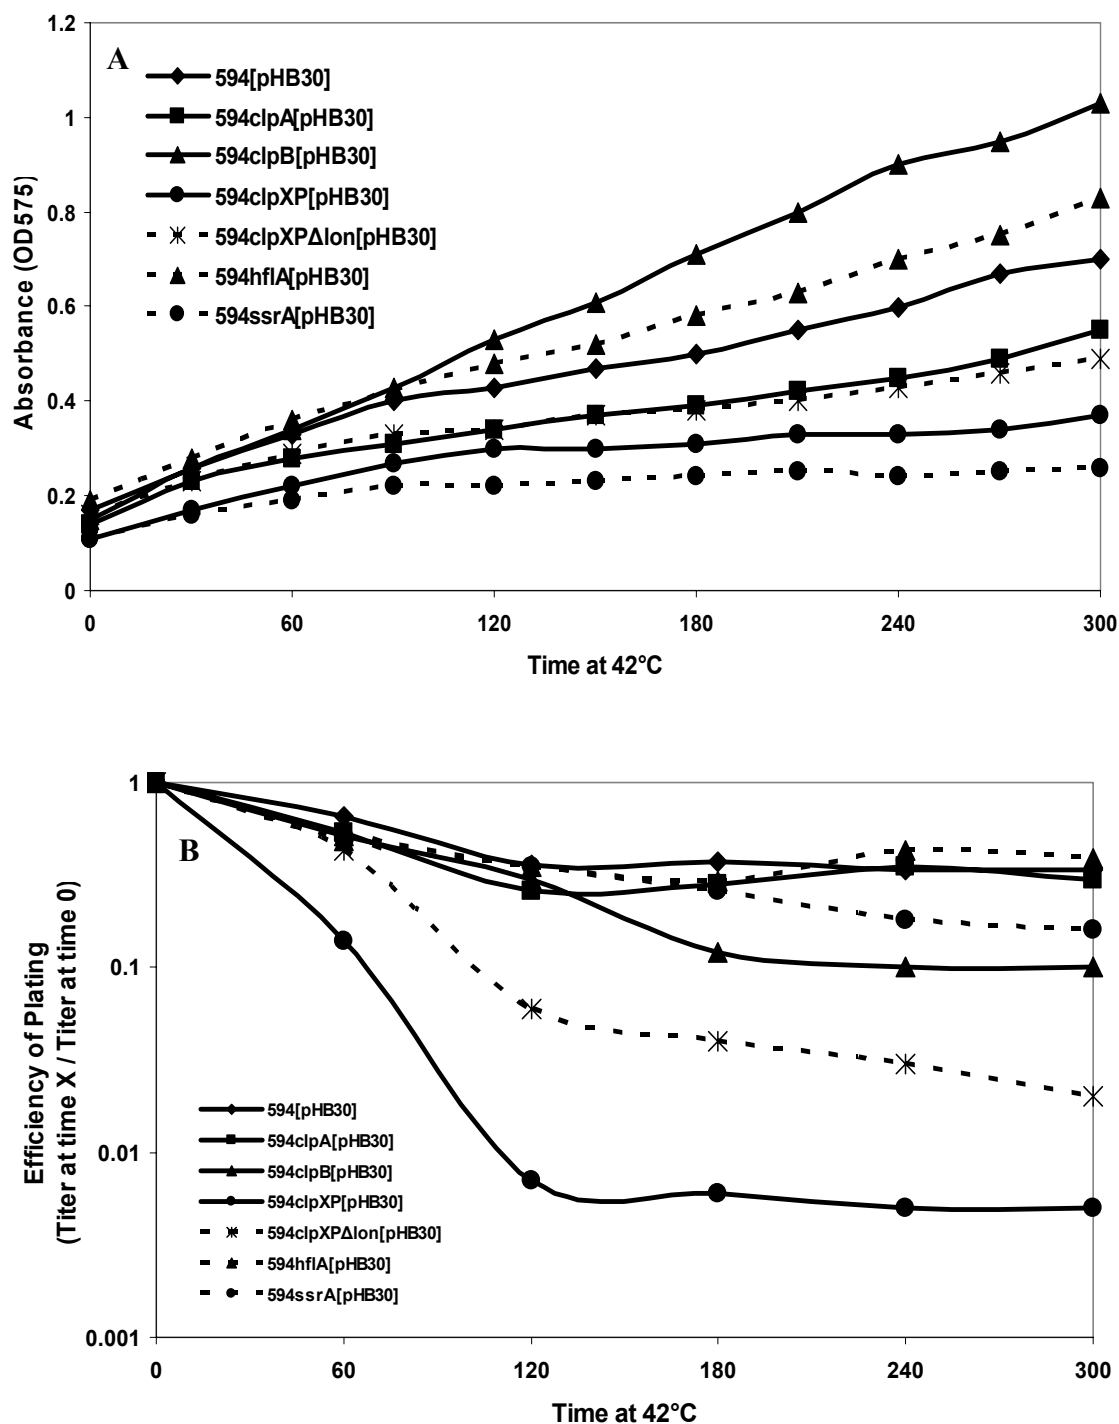 1.2
A
594[pHB30]
594clpA[pHB30]
594clpB[pHB30]
594clpXP[pHB30]
594clpXPΔlon[pHB30]
594hflA[pHB30]
594ssrA[pHB30]
1
0.8
0.6
0.4
0.2
0
Absorbance (OD575)
0 60 120 180 240 300
Time at 42°C
1
B
0.1
0.01
0.001
Efficiency of Plating
(Titer at time X / Titer at time 0)
594[pHB30]
594clpA[pHB30]
594clpB[pHB30]
594clpXP[pHB30]
594clpXPΔlon[pHB30]
594hflA[pHB30]
594ssrA[pHB30]
0 60 120 180 240 300
Time at 42°C